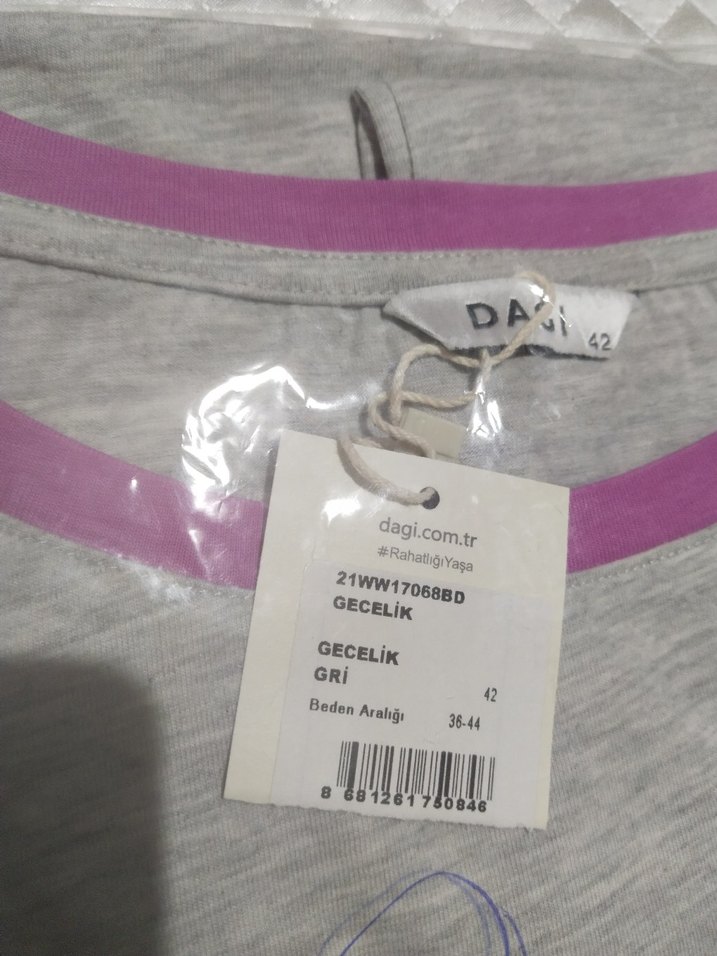 DAGI
42
dagi.com.tr
#RahatlığıYaşa
21WW17068BD
GECELİK
GECELİK
GRİ
42
Beden Aralığı 36-44
8 681261 750846